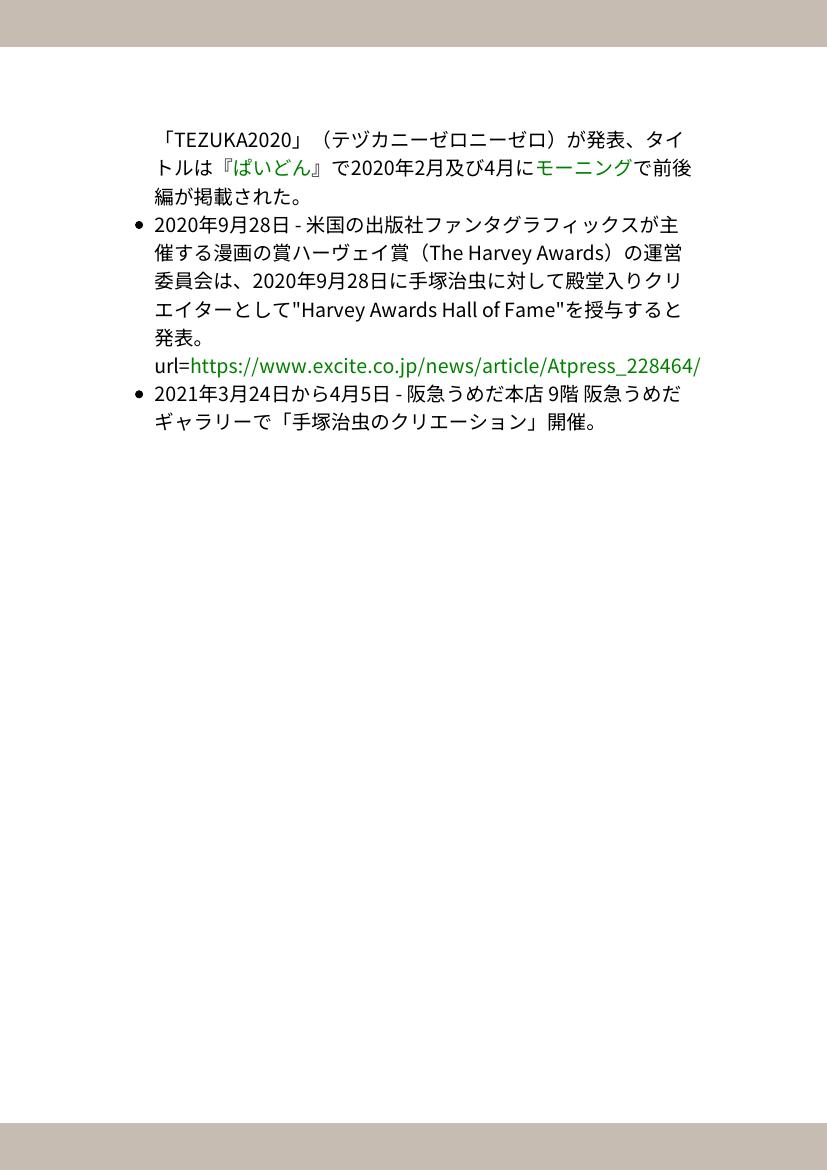 「TEZUKA2020」（テヅカニーゼロニーゼロ）が発表、タイ
トルは『ぱいどん』で2020年2月及び4月にモーニングで前後
編が掲載された。
2020年9月28日 - 米国の出版社ファンタグラフィックスが主
催する漫画の賞ハーヴェイ賞（The Harvey Awards）の運営
委員会は、2020年9月28日に手塚治虫に対して殿堂入りクリ
エイターとして"Harvey Awards Hall of Fame"を授与すると
発表。
url=https://www.excite.co.jp/news/article/Atpress_228464/
2021年3月24日から4月5日 - 阪急うめだ本店 9階 阪急うめだ
ギャラリーで「手塚治虫のクリエーション」開催。